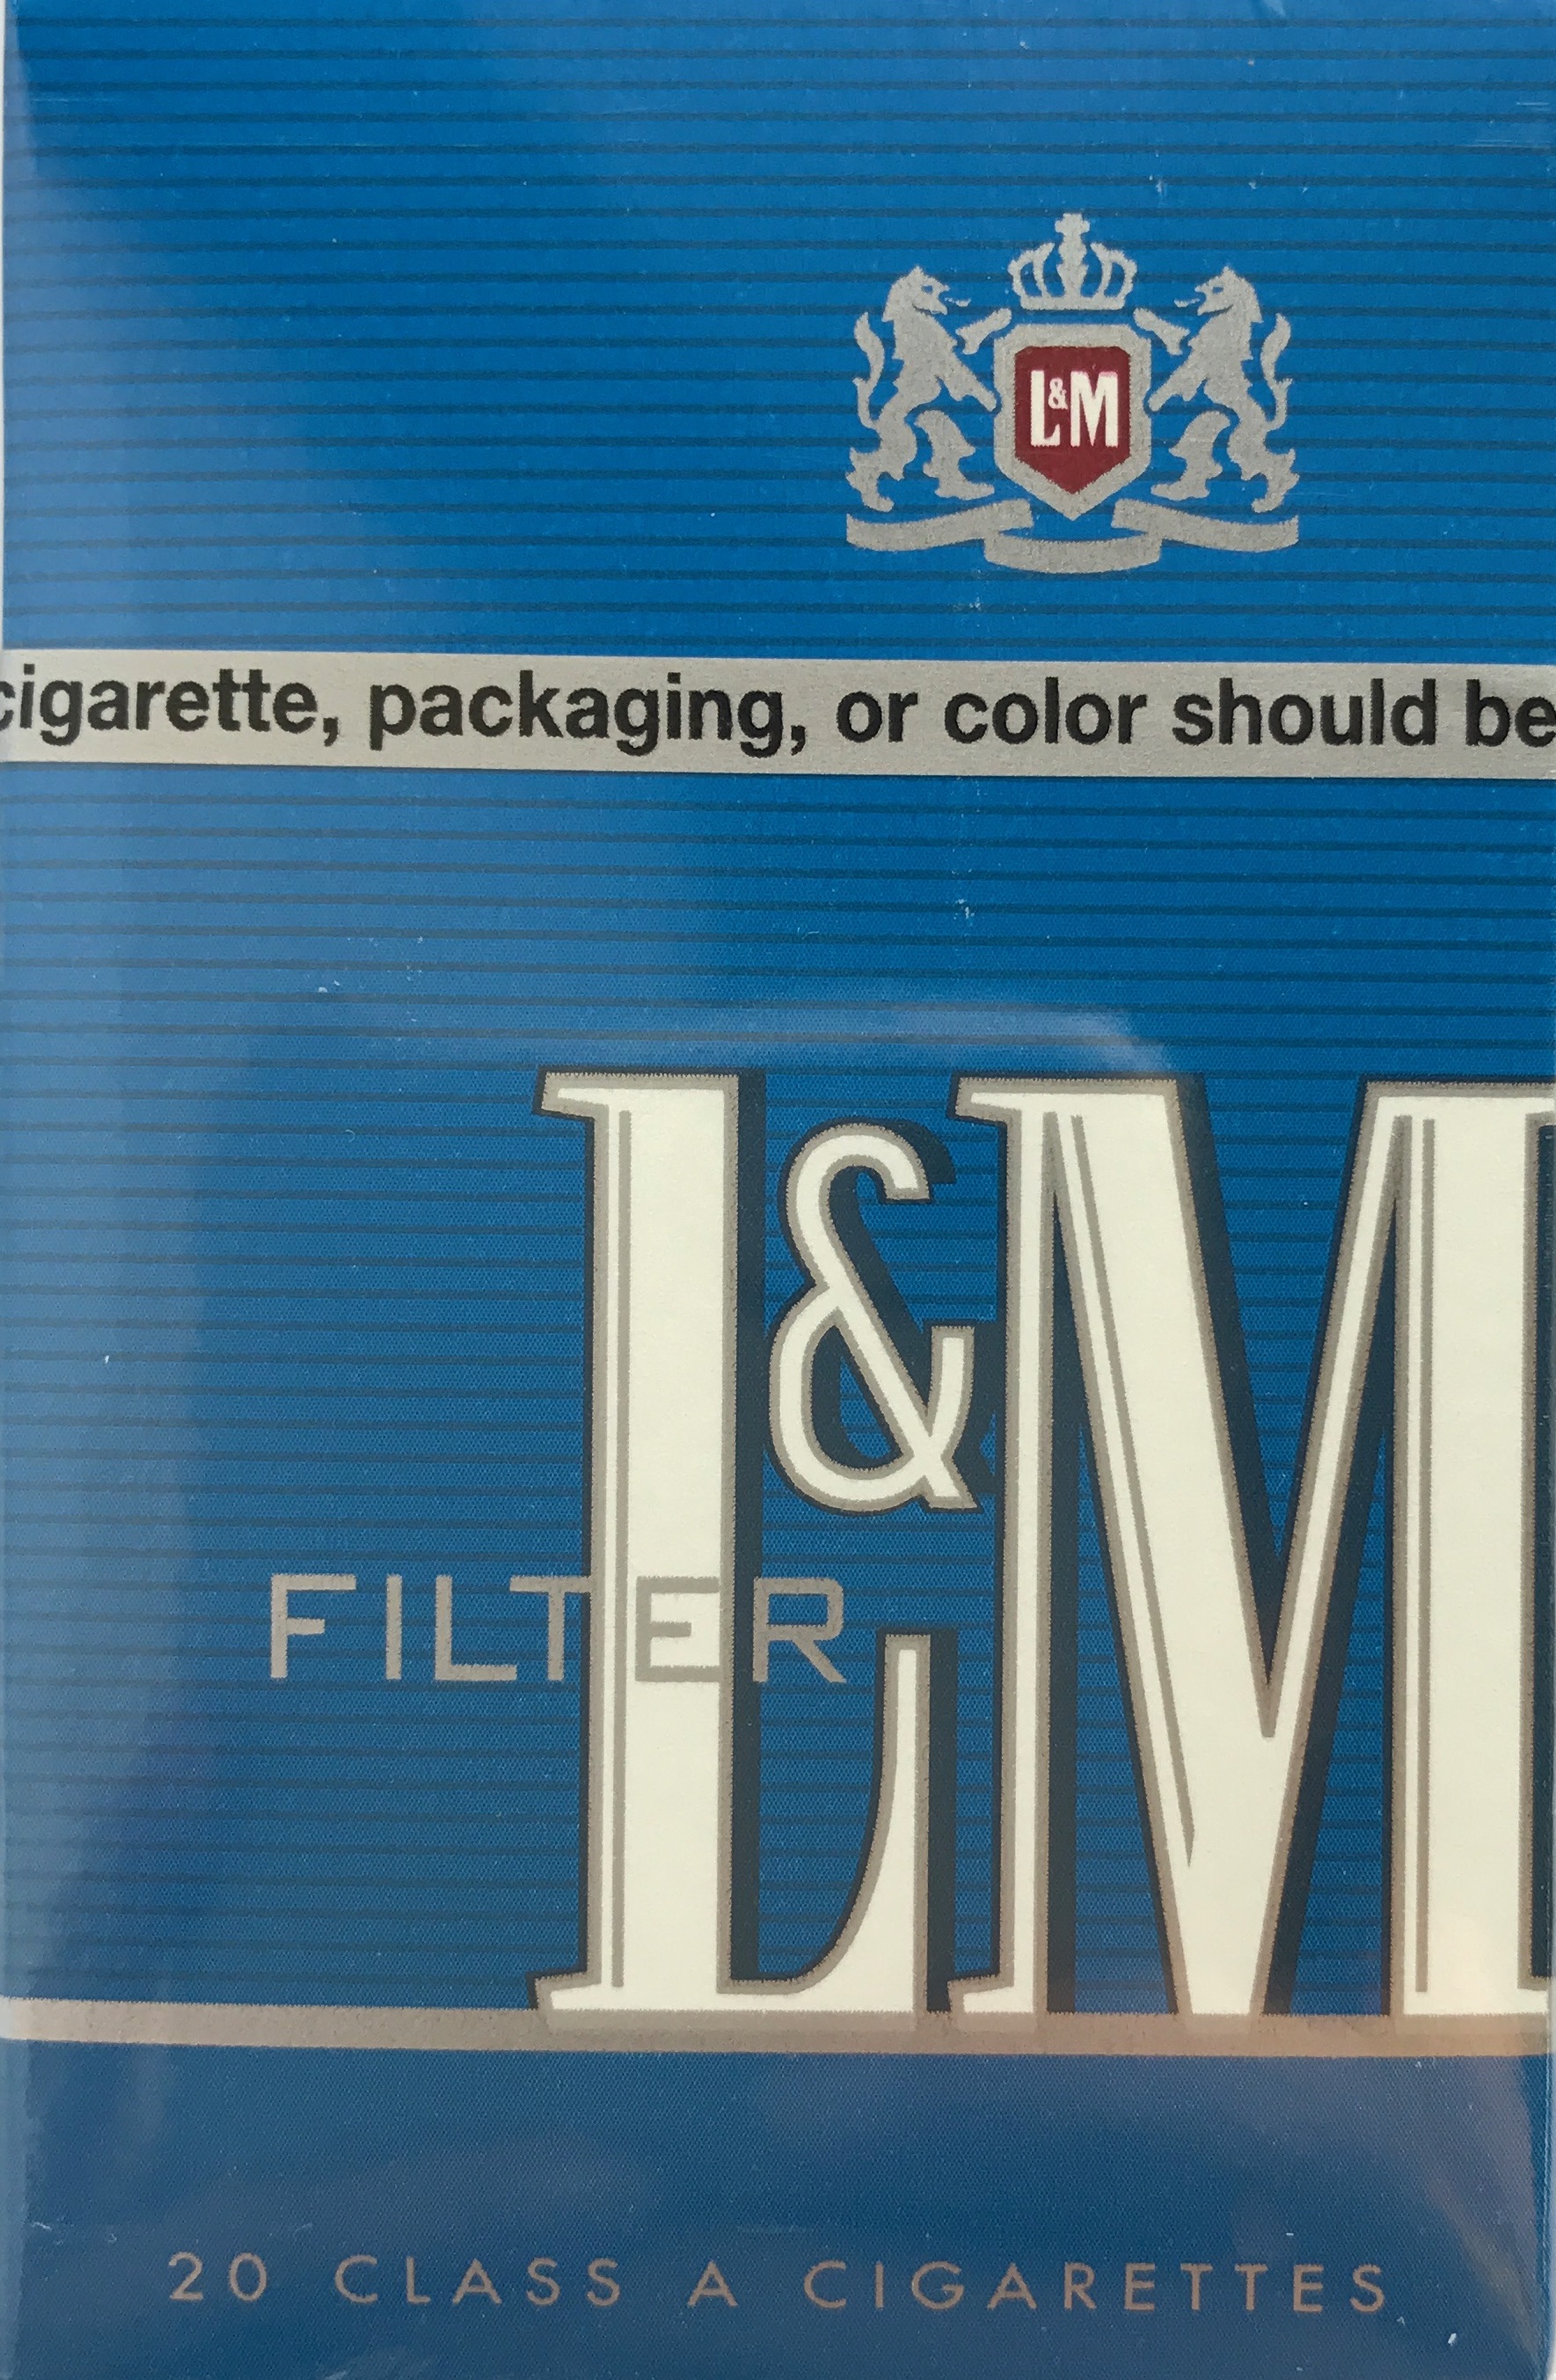 L&M
cigarette, packaging, or color should be
L&M
FILTER
20 CLASS A CIGARETTES